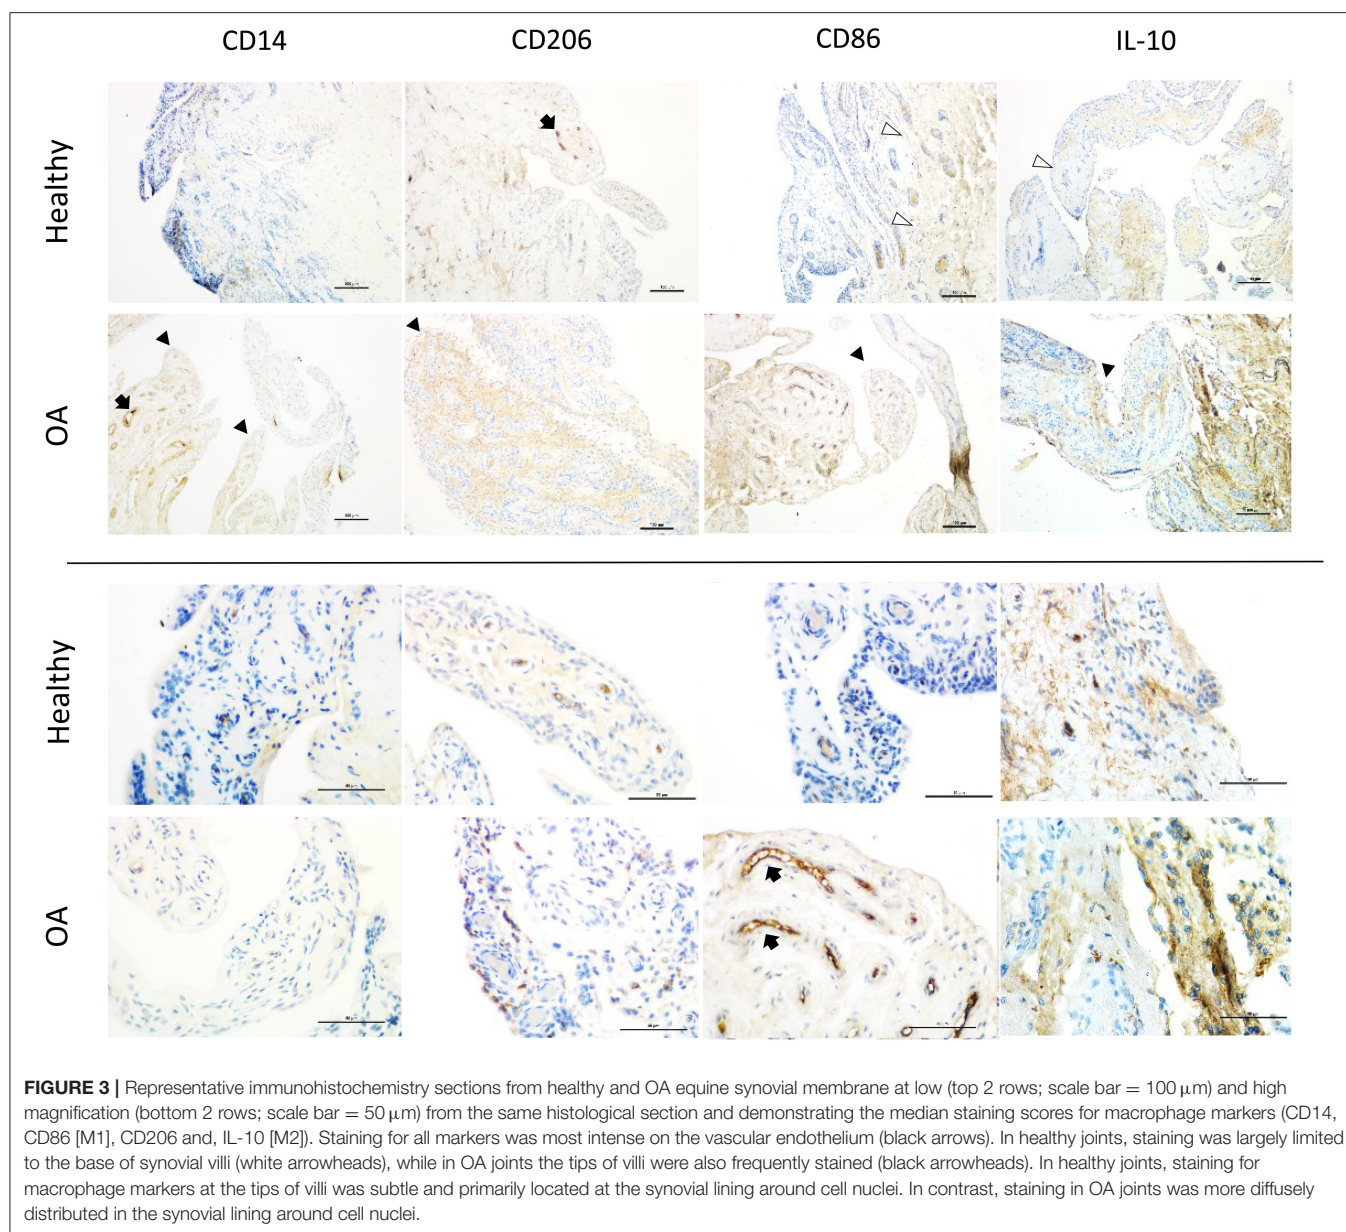 CD14 CD206 CD86 IL-10
Healthy
OA
Healthy
OA
FIGURE 3 | Representative immunohistochemistry sections from healthy and OA equine synovial membrane at low (top 2 rows; scale bar = 100 μm) and high
magnification (bottom 2 rows; scale bar = 50 μm) from the same histological section and demonstrating the median staining scores for macrophage markers (CD14,
CD86 [M1], CD206 and, IL-10 [M2]). Staining for all markers was most intense on the vascular endothelium (black arrows). In healthy joints, staining was largely limited
to the base of synovial villi (white arrowheads), while in OA joints the tips of villi were also frequently stained (black arrowheads). In healthy joints, staining for
macrophage markers at the tips of villi was subtle and primarily located at the synovial lining around cell nuclei. In contrast, staining in OA joints was more diffusely
distributed in the synovial lining around cell nuclei.